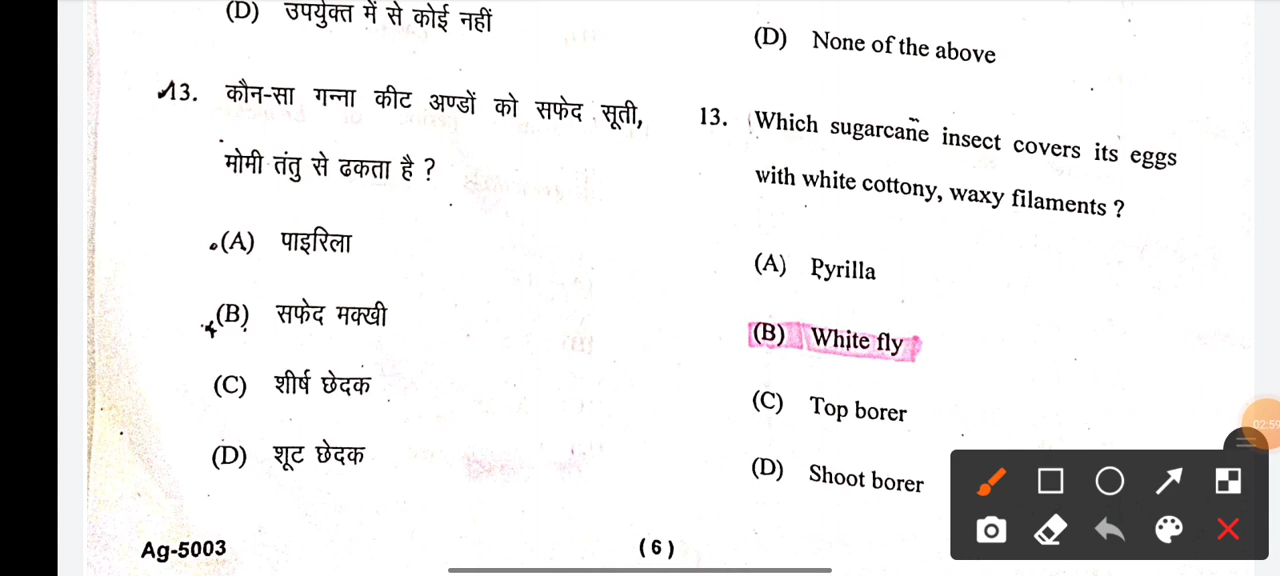 (D) उपर्युक्त में से कोई नहीं
13. कौन-सा गन्ना कीट अण्डों को सफेद सूती,
मोमी तंतु से ढकता है ?
(A) पाइरिला
(B) सफेद मक्खी
(C) शीर्ष छेदक
(D) शूट छेदक
Ag-5003
(6)
(D) None of the above
13. Which sugarcane insect covers its eggs
with white cottony, waxy filaments ?
(A) Pyrilla
(B) White fly
(C) Top borer
(D) Shoot borer
02:59